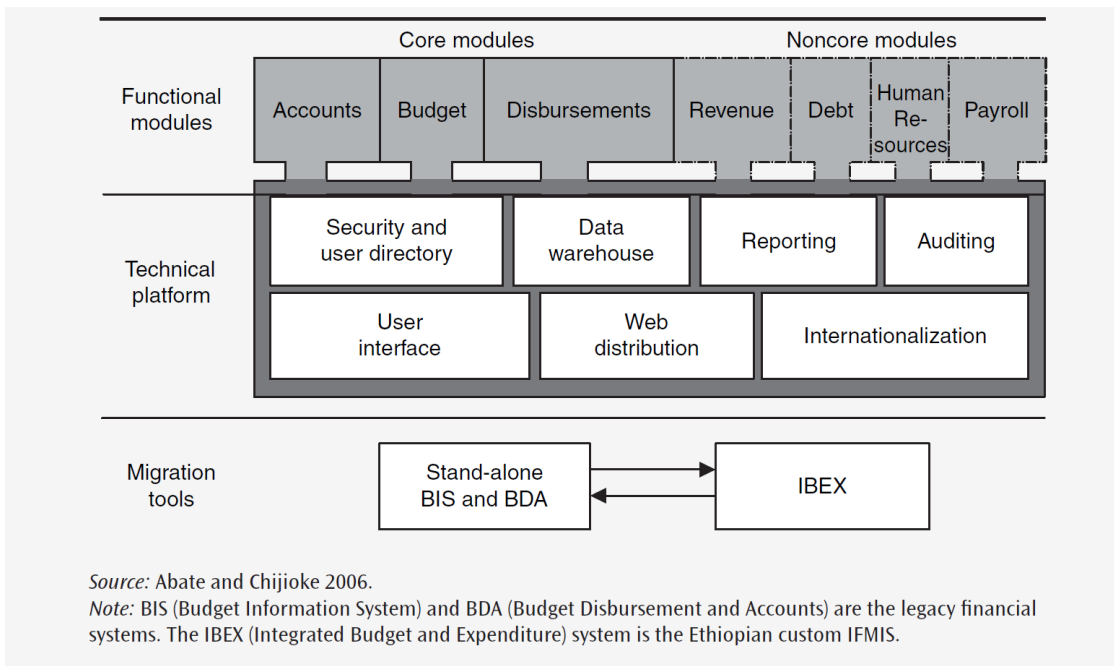 Core modules
Noncore modules
Functional
modules
Accounts
Budget
Disbursements
Revenue
Debt
Human
Re-
sources
Payroll
Technical
platform
Security and
user directory
Data
warehouse
Reporting
Auditing
User
interface
Web
distribution
Internationalization
Migration
tools
Stand-alone
BIS and BDA
IBEX
Source: Abate and Chijioke 2006.
Note: BIS (Budget Information System) and BDA (Budget Disbursement and Accounts) are the legacy financial
systems. The IBEX (Integrated Budget and Expenditure) system is the Ethiopian custom IFMIS.